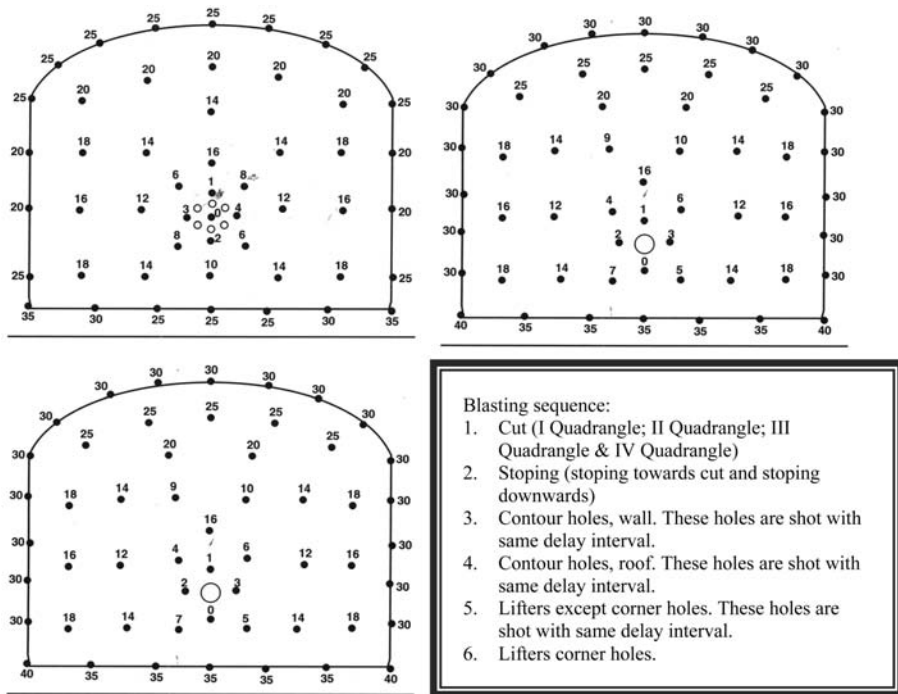 25
25 25
25 25
25 25
20
20 20
25 20 20 25
14
20 18 14 14 18 20
16
6 1 8
20 16 12 3 0 4 12 16 20
8 2 6
25 18 14 10 14 18 25
35 30 25 25 25 30 35
30
30 30
30 30
30 30
25 25 25
25 20 20 25
30 30
30 18 14 9 10 14 18 30
16
30 16 12 4 1 6 12 16 30
2 3
30 18 14 7 0 5 14 18 30
40 35 35 35 35 35 40
30
30 30
30 30
30 30
25 25 25
25 20 20 25
30 30
30 18 14 9 10 14 18 30
16
30 16 12 4 1 6 12 16 30
2 3
30 18 14 7 0 5 14 18 30
40 35 35 35 35 35 40
Blasting sequence:
1. Cut (I Quadrangle; II Quadrangle; III
Quadrangle & IV Quadrangle)
2. Stoping (stoping towards cut and stoping
downwards)
3. Contour holes, wall. These holes are shot with
same delay interval.
4. Contour holes, roof. These holes are shot with
same delay interval.
5. Lifters except corner holes. These holes are
shot with same delay interval.
6. Lifters corner holes.